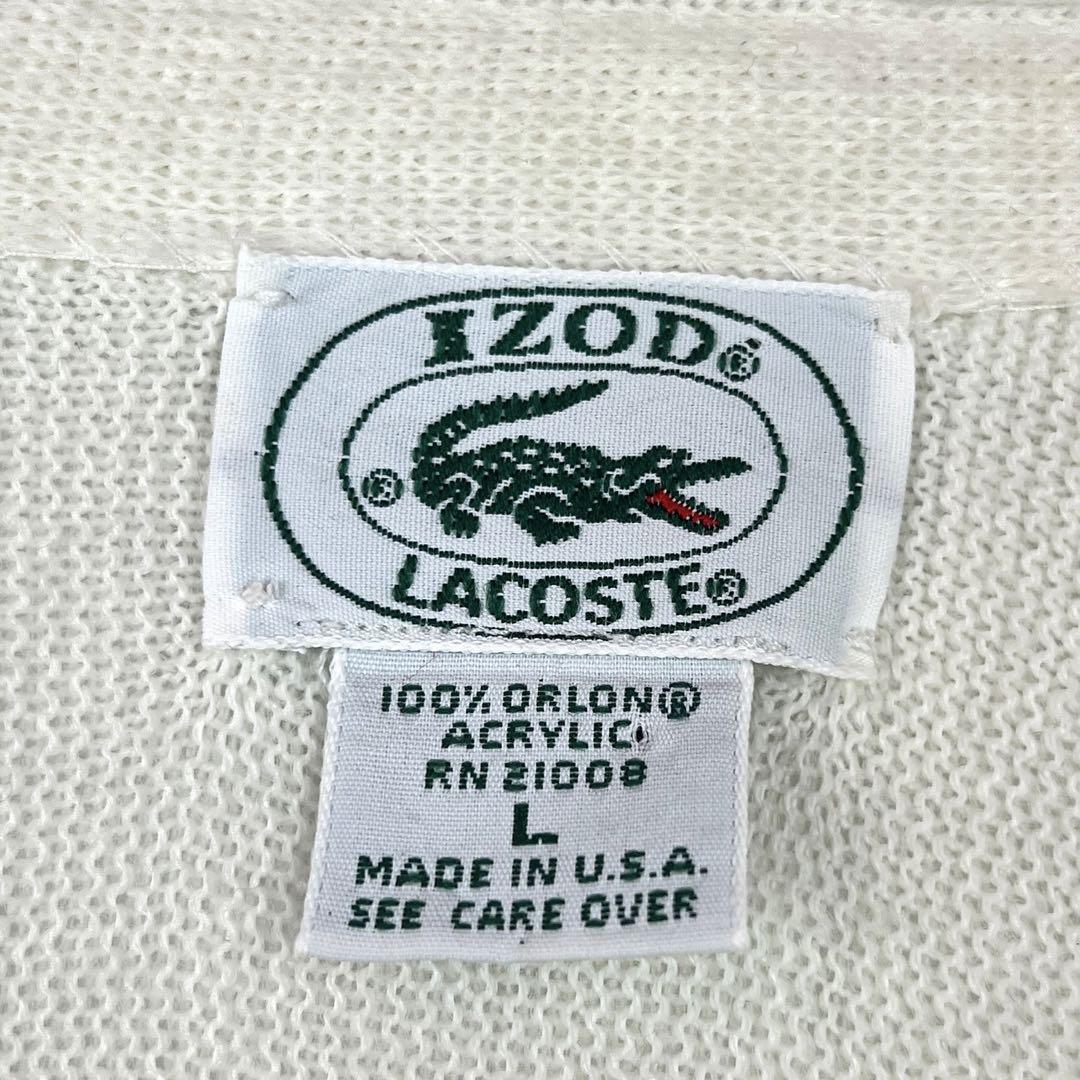 IZOD®
®
LACOSTE®
100% ORLON®
ACRYLIC
RN 21008
L
MADE IN U.S.A.
SEE CARE OVER